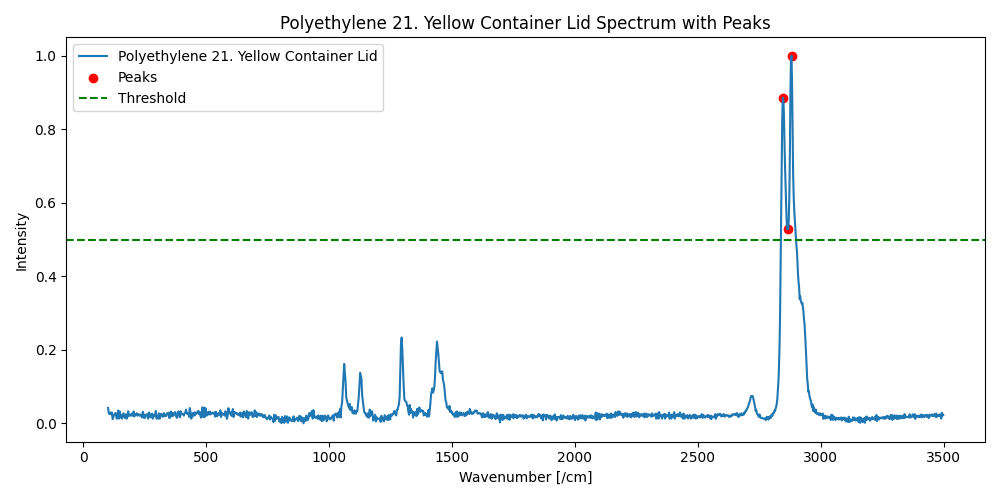 Polyethylene 21. Yellow Container Lid Spectrum with Peaks
Polyethylene 21. Yellow Container Lid
Peaks
Threshold
1.0
0.8
0.6
0.4
0.2
0.0
Intensity
0 500 1000 1500 2000 2500 3000 3500
Wavenumber [/cm]